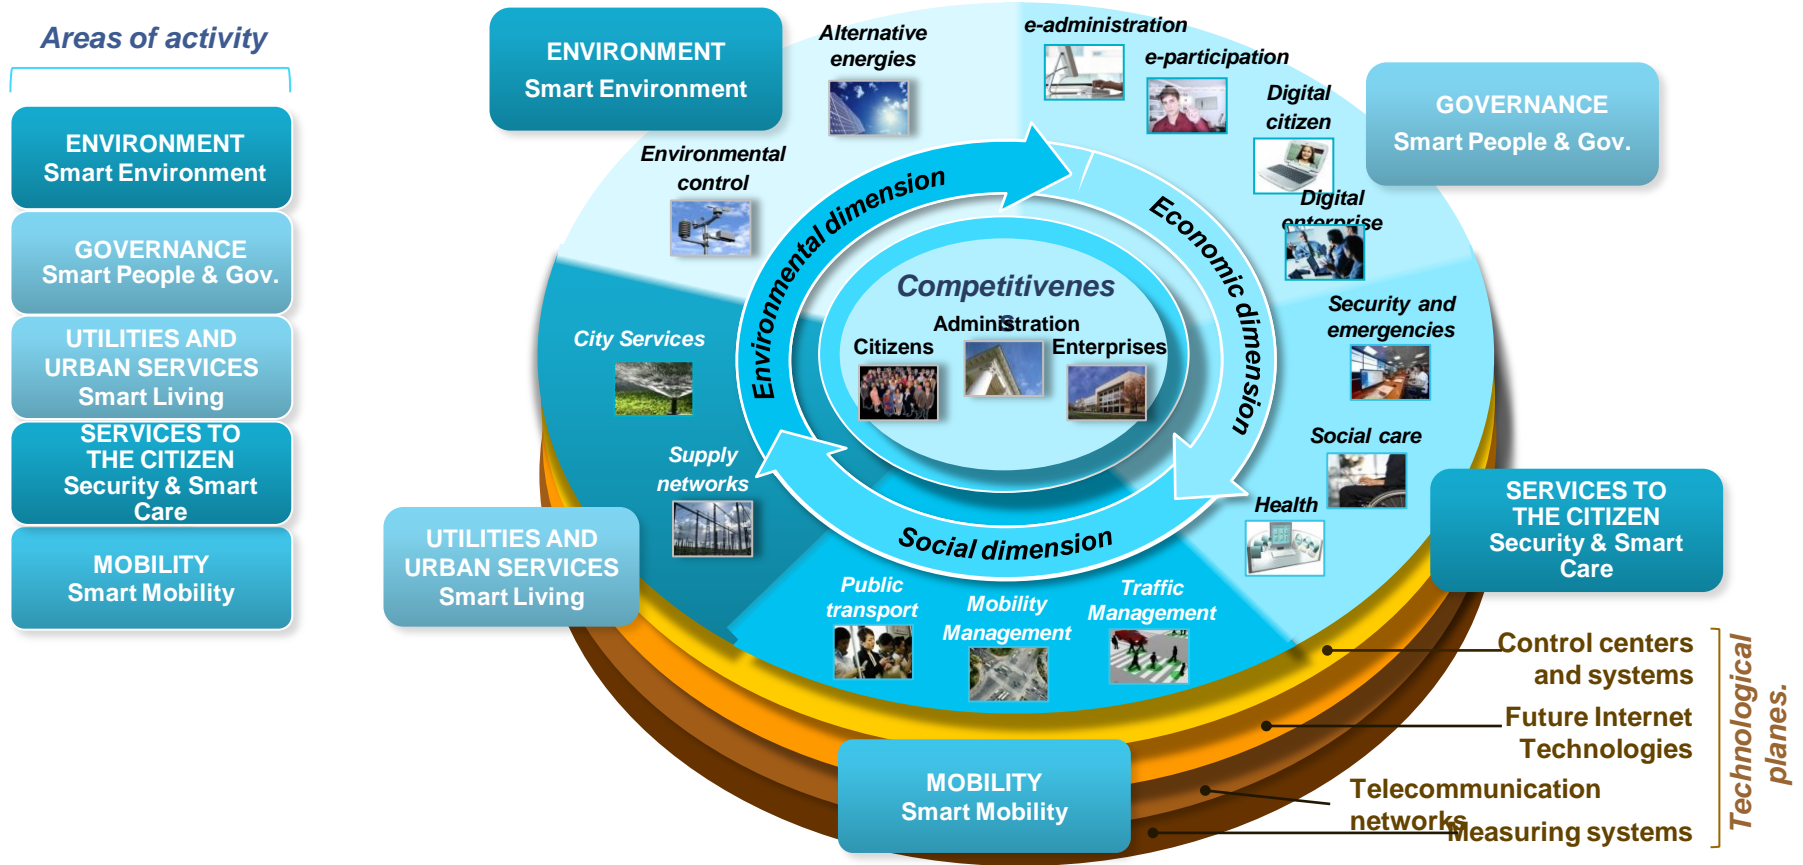 Areas of activity
ENVIRONMENT
Smart Environment
GOVERNANCE
Smart People & Gov.
UTILITIES AND
URBAN SERVICES
Smart Living
SERVICES TO
THE CITIZEN
Security & Smart
Care
MOBILITY
Smart Mobility
ENVIRONMENT
Smart Environment
Alternative
energies
Environmental
control
e-administration
e-participation
Digital
citizen
Digital
enterprise
GOVERNANCE
Smart People & Gov.
Environmental dimension
Economic dimension
Social dimension
Competitivenes
s
Administration
Citizens
Enterprises
City Services
Supply
networks
UTILITIES AND
URBAN SERVICES
Smart Living
Security and
emergencies
Social care
Health
SERVICES TO
THE CITIZEN
Security & Smart
Care
Public
transport
Mobility
Management
Traffic
Management
MOBILITY
Smart Mobility
Control centers
and systems
Future Internet
Technologies
Telecommunication
networks
Measuring systems
Technological
planes.